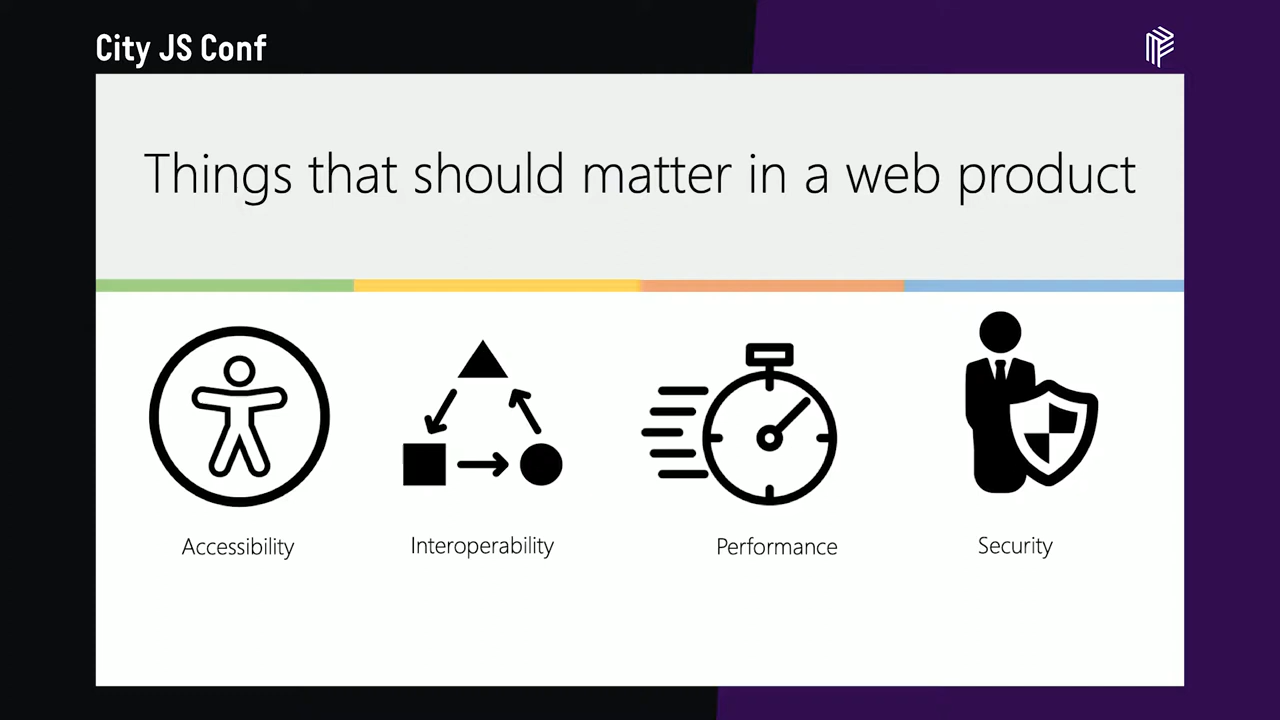 City JS Conf
Things that should matter in a web product
Accessibility
Interoperability
Performance
Security